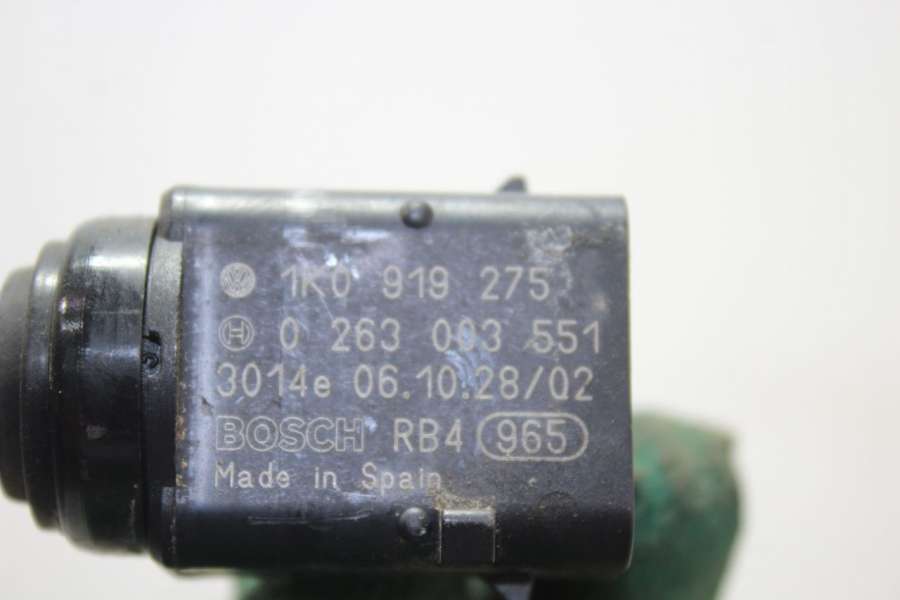 1K0 919 275
0 263 003 551
3014e 06.10.28/02
BOSCH RB4 965
Made in Spain